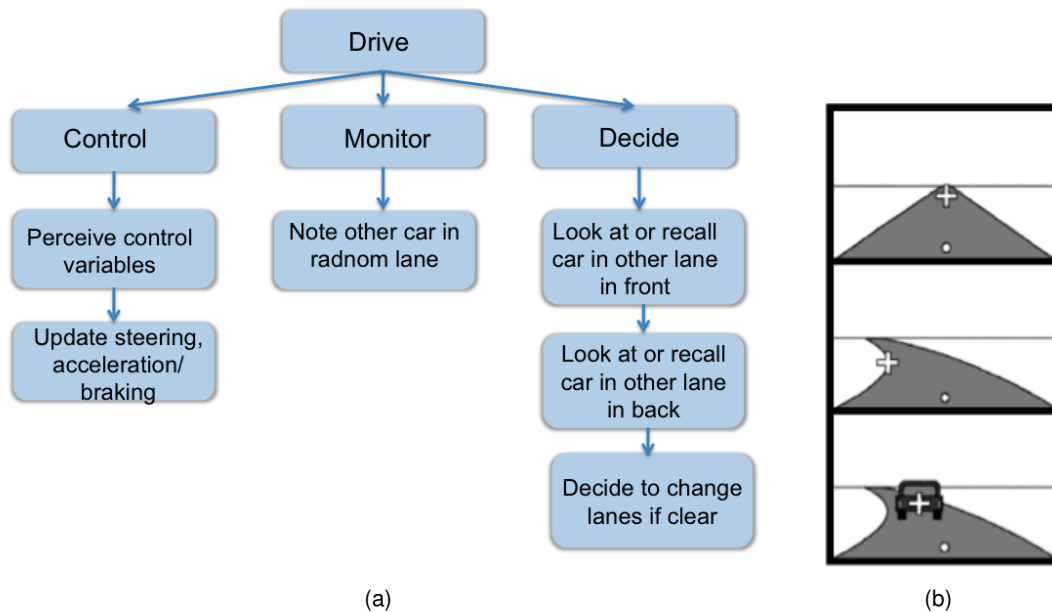 Drive
Control
Monitor
Decide
Perceive control
variables
Note other car in
radnom lane
Look at or recall
car in other lane
in front
Update steering,
acceleration/
braking
Look at or recall
car in other lane
in back
Decide to change
lanes if clear
(a)
(b)